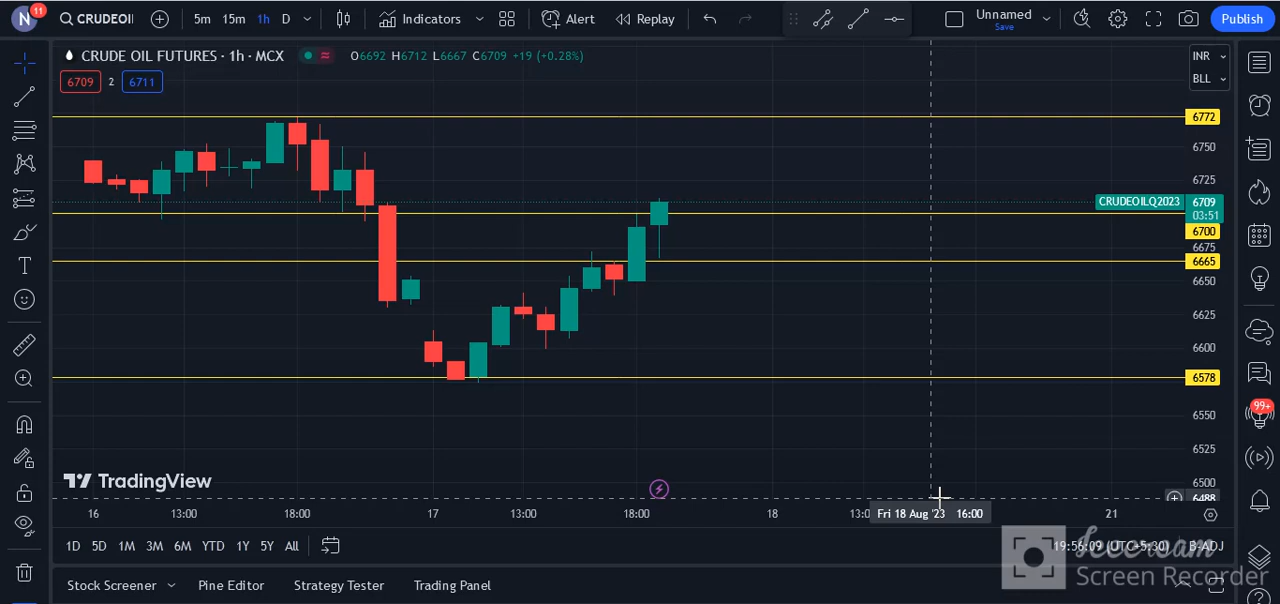 N 11 CRUDEOI 5m 15m 1h D Indicators Alert Replay Unnamed Save Publish
CRUDE OIL FUTURES · 1h · MCX O6692 H6712 L6667 C6709 +19 (+0.28%) INR
BLL
6709 2 6711
6772
6750
6725
CRUDEOILQ2023 6709
03:51
6700
6675
6665
6650
6625
6600
6578
6550
6525
6500
6488
99+
TradingView
16 13:00 18:00 17 13:00 18:00 18 Fri 18 Aug '23 16:00 21
1D 5D 1M 3M 6M YTD 1Y 5Y All 19:56:09 (UTC+5:30) B-ADJ
Stock Screener Pine Editor Strategy Tester Trading Panel
Screen Recorder